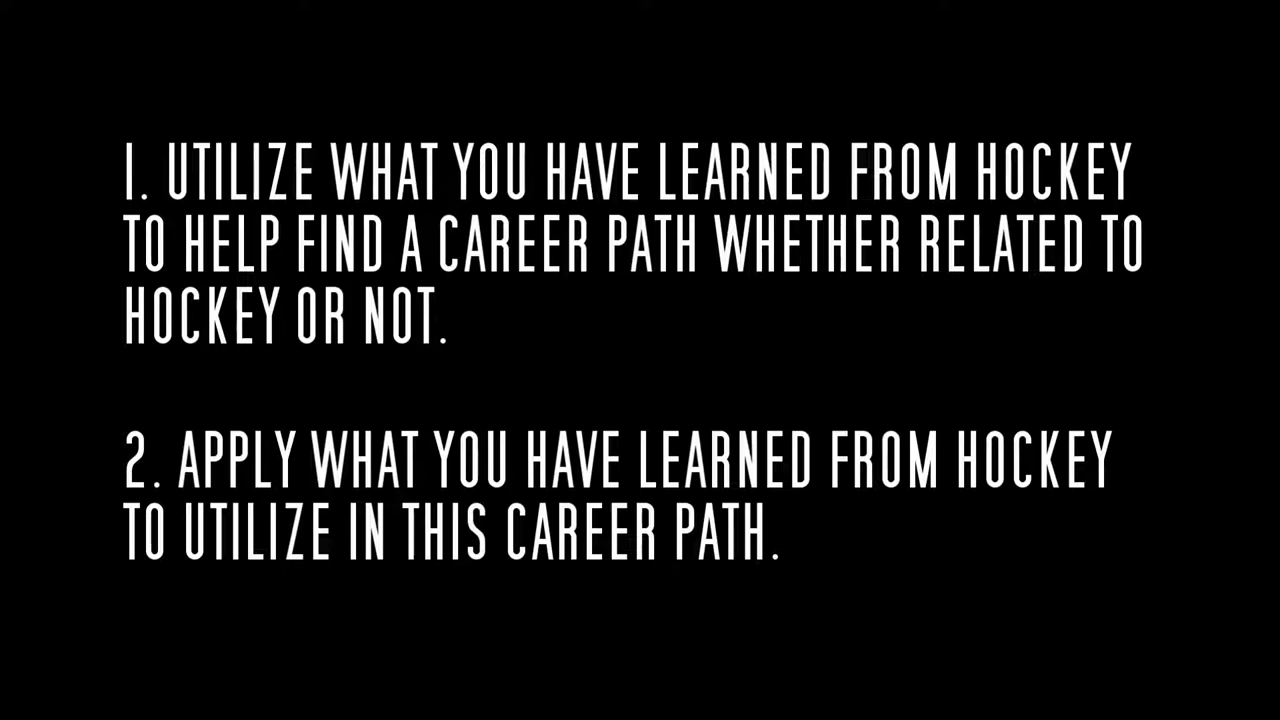 1. UTILIZE WHAT YOU HAVE LEARNED FROM HOCKEY
TO HELP FIND A CAREER PATH WHETHER RELATED TO
HOCKEY OR NOT.
2. APPLY WHAT YOU HAVE LEARNED FROM HOCKEY
TO UTILIZE IN THIS CAREER PATH.